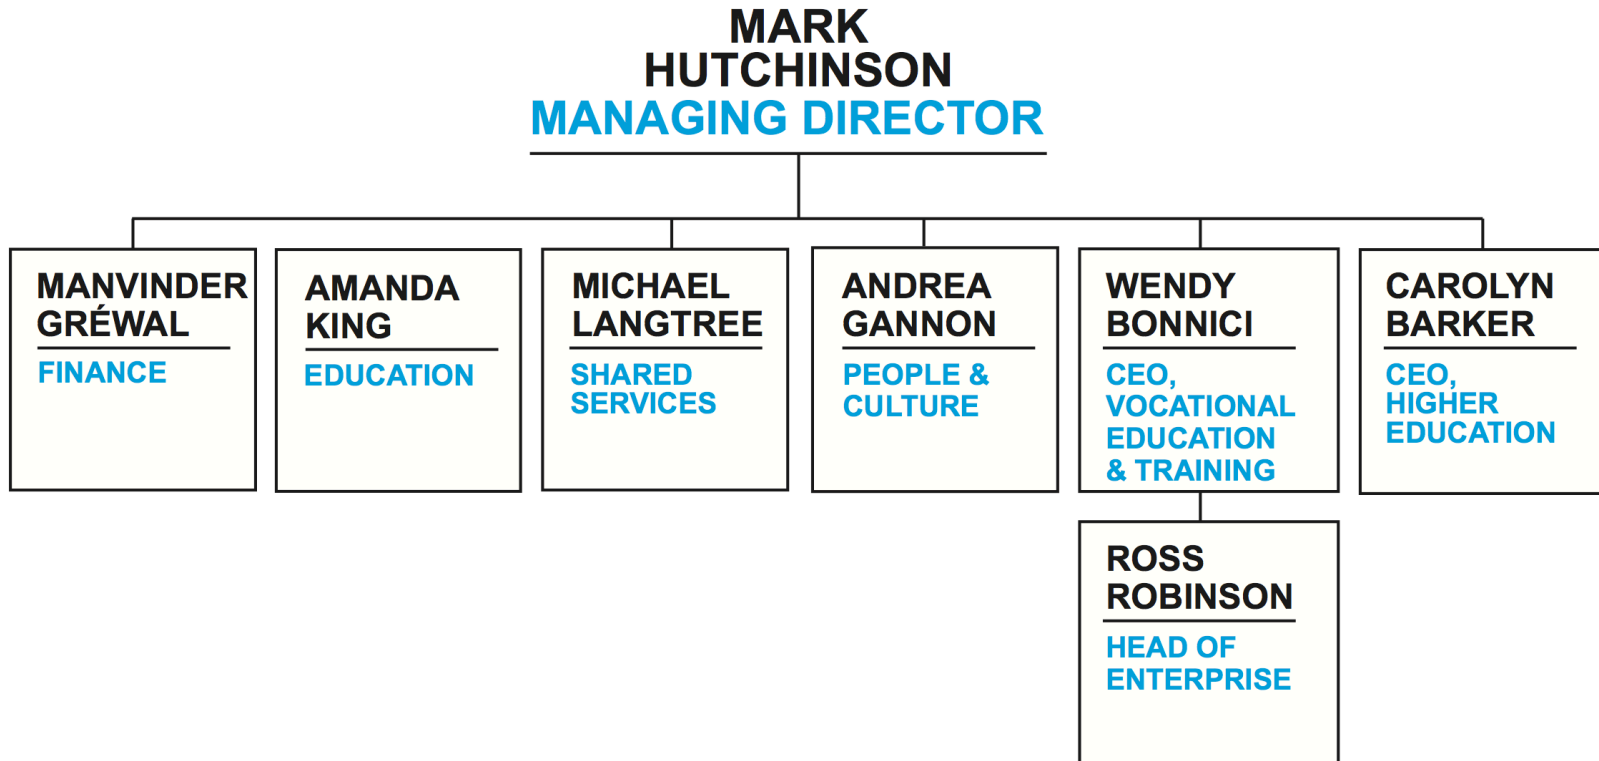 MARK
HUTCHINSON
MANAGING DIRECTOR
MANVINDER
GRÉWAL
FINANCE
AMANDA
KING
EDUCATION
MICHAEL
LANGTREE
SHARED
SERVICES
ANDREA
GANNON
PEOPLE &
CULTURE
WENDY
BONNICI
CEO,
VOCATIONAL
EDUCATION
& TRAINING
CAROLYN
BARKER
CEO,
HIGHER
EDUCATION
ROSS
ROBINSON
HEAD OF
ENTERPRISE